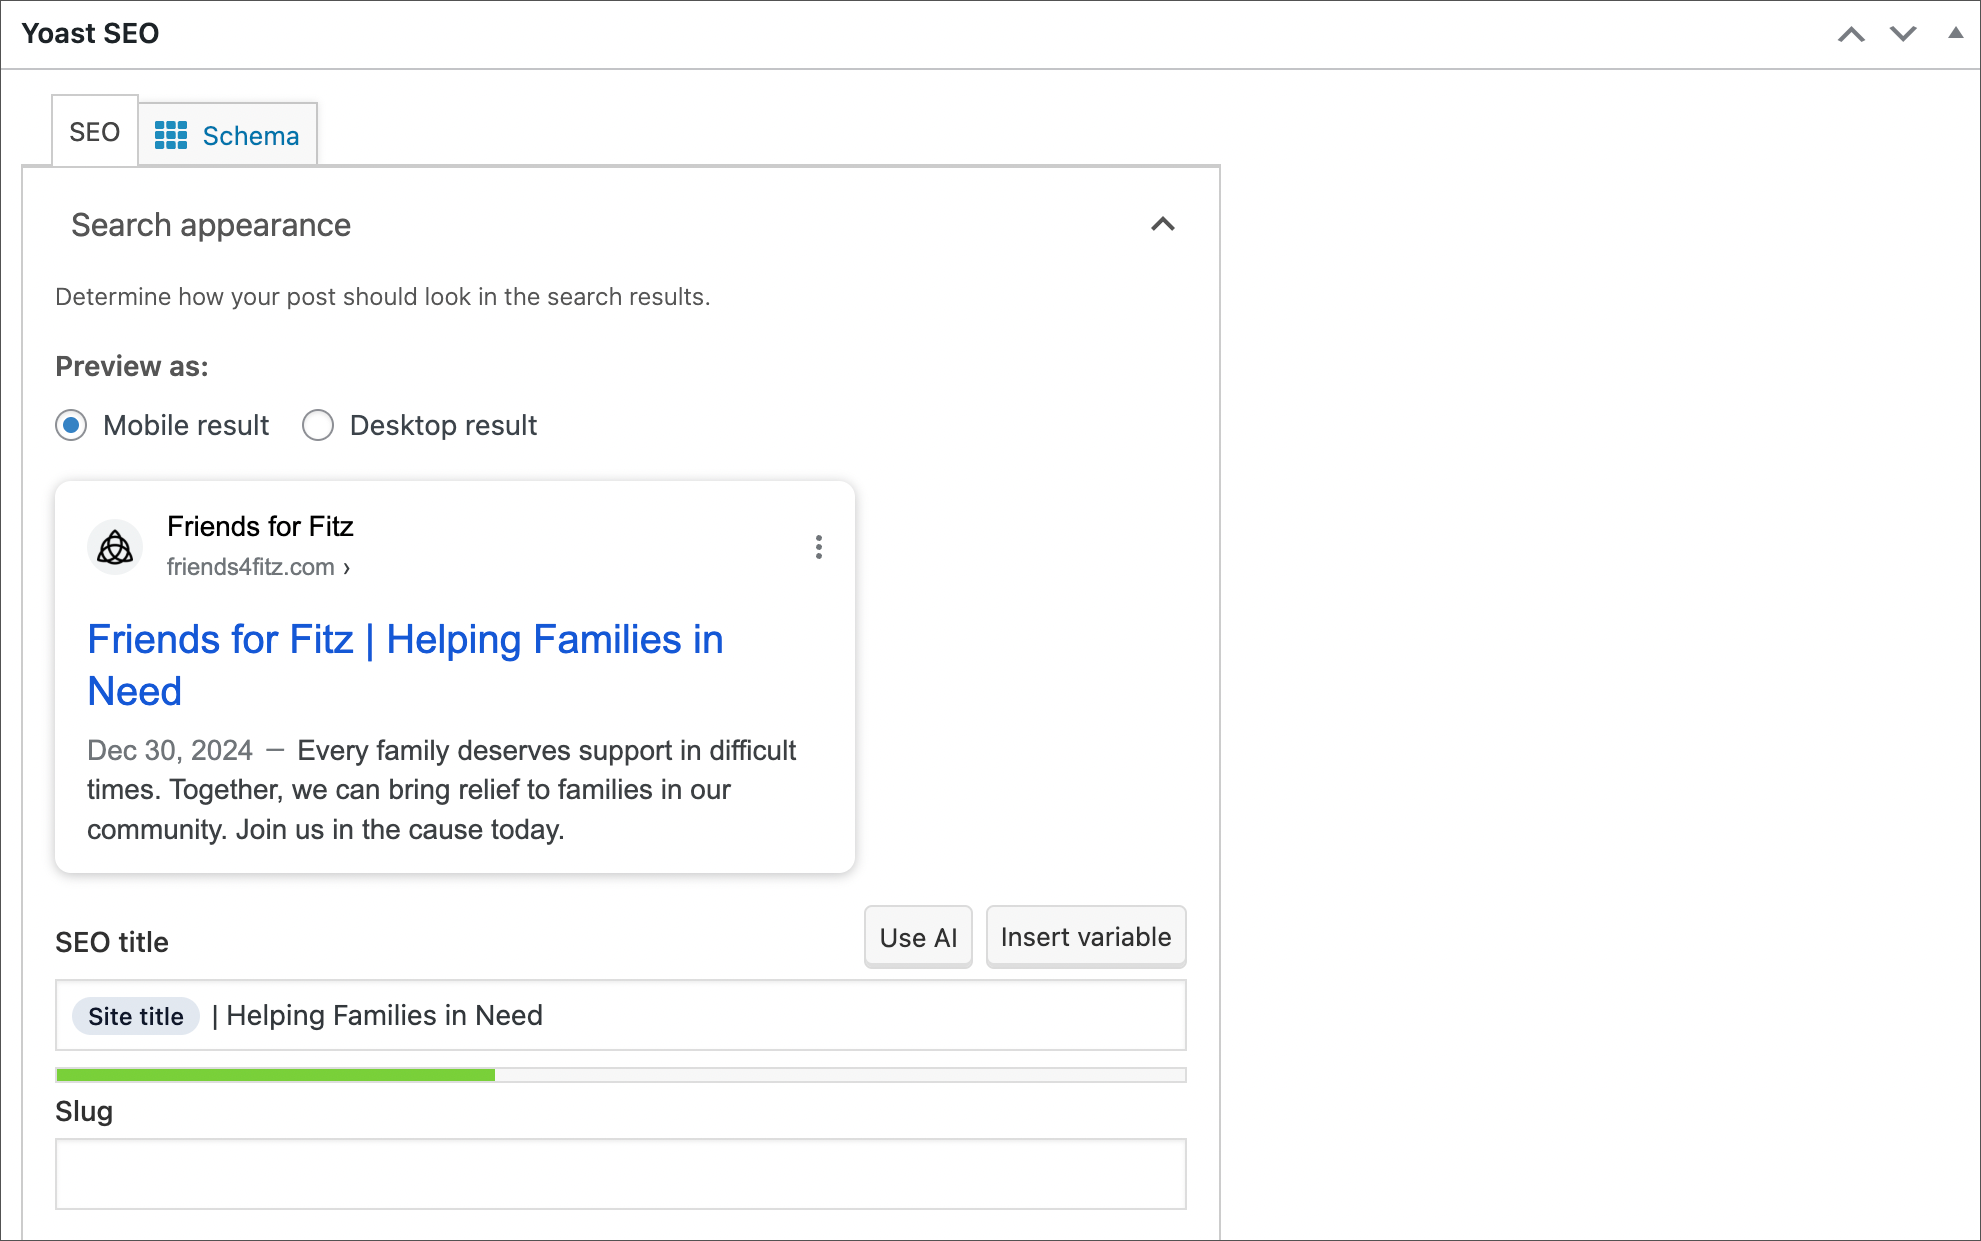 Yoast SEO
SEO
Schema
Search appearance
Determine how your post should look in the search results.
Preview as:
Mobile result Desktop result
Friends for Fitz
friends4fitz.com ›
Friends for Fitz | Helping Families in
Need
Dec 30, 2024 － Every family deserves support in difficult
times. Together, we can bring relief to families in our
community. Join us in the cause today.
SEO title Use AI Insert variable
Site title | Helping Families in Need
Slug